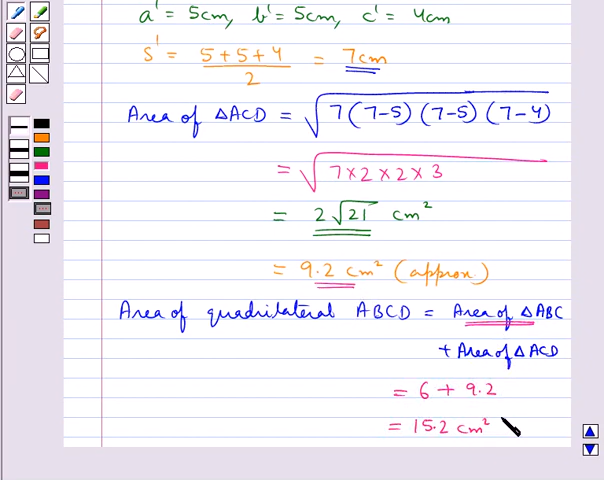 a' = 5cm, b' = 5cm, c' = 4cm
s' = (5+5+4)/2 = 7cm
Area of ΔACD = √(7(7-5)(7-5)(7-4))
= √(7×2×2×3)
= 2√21 cm²
= 9.2 cm² (approx.)
Area of quadrilateral ABCD = Area of ΔABC
+ Area of ΔACD
= 6 + 9.2
= 15.2 cm²